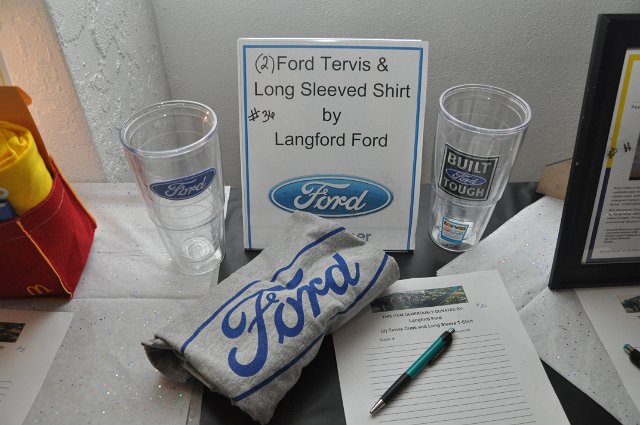 (2) Ford Tervis &
Long Sleeved Shirt
#36
by
Langford Ford
Ford
Ford
BUILT
Ford
TOUGH
Ford
THIS ITEM GENEROUSLY DONATED BY:
Langford Ford
(2) Tervis Cups and Long Sleeve T-Shirt